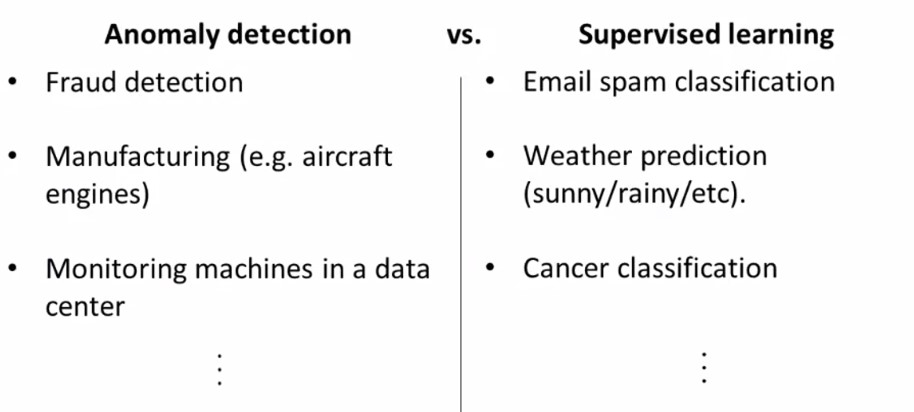 Anomaly detection vs. Supervised learning
• Fraud detection
• Manufacturing (e.g. aircraft
engines)
• Monitoring machines in a data
center
⋮
• Email spam classification
• Weather prediction
(sunny/rainy/etc).
• Cancer classification
⋮